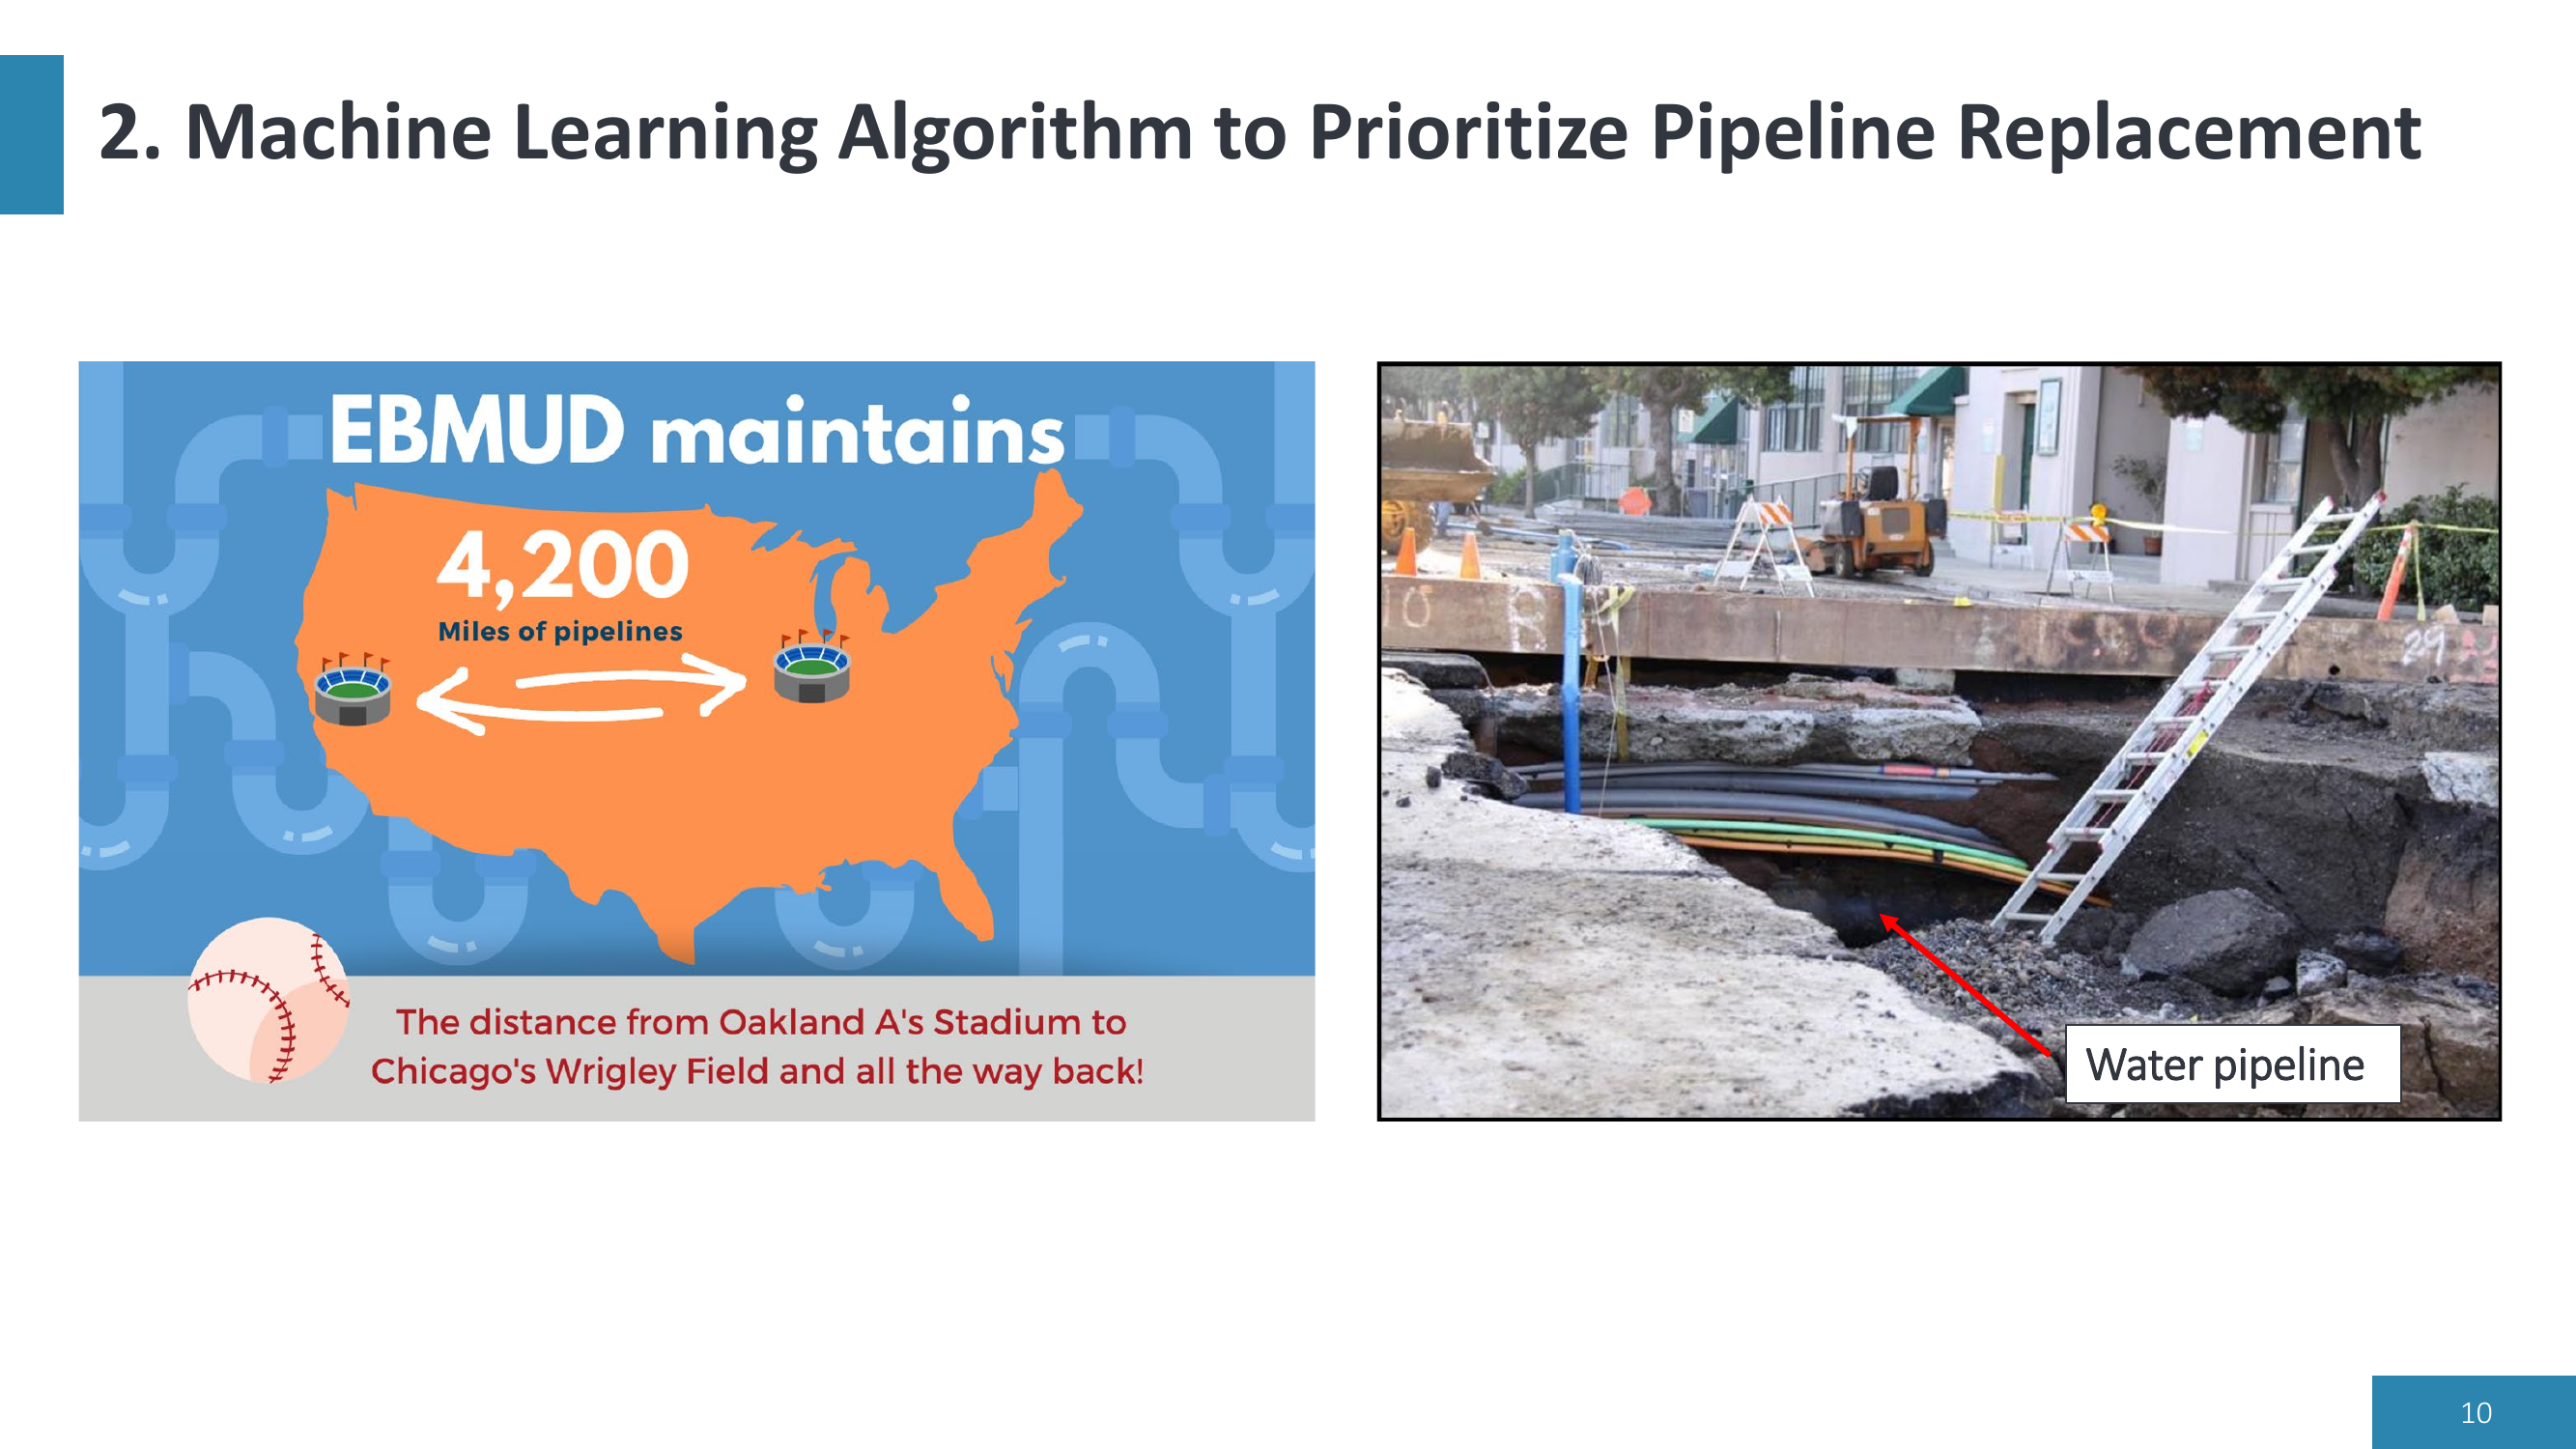 2. Machine Learning Algorithm to Prioritize Pipeline Replacement
EBMUD maintains
4,200
Miles of pipelines
The distance from Oakland A's Stadium to
Chicago's Wrigley Field and all the way back!
29
Water pipeline
10